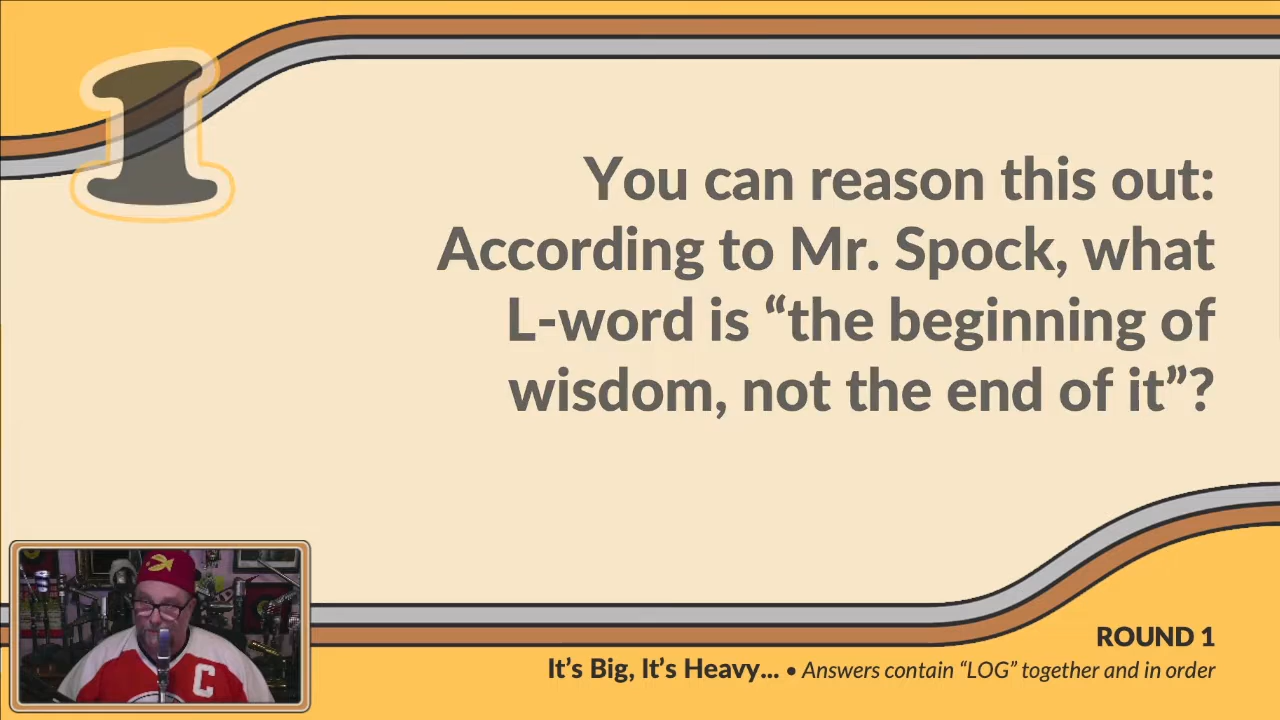 1
You can reason this out:
According to Mr. Spock, what
L-word is “the beginning of
wisdom, not the end of it”?
C
ROUND 1
It’s Big, It’s Heavy... • Answers contain “LOG” together and in order